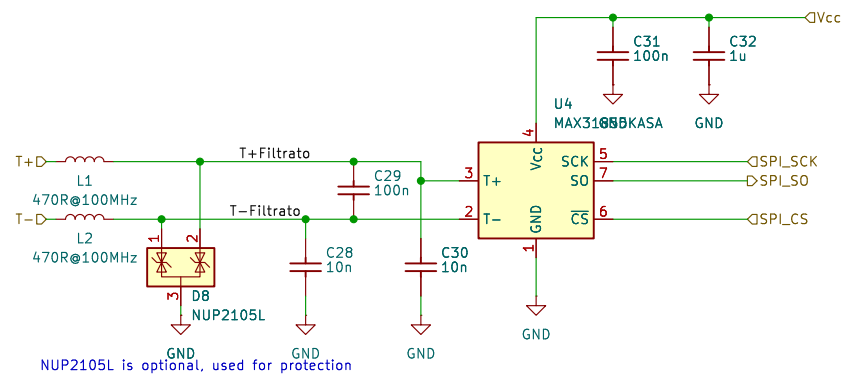 Vcc
C31
100n
C32
1u
GND
GND
U4
MAX31855KASA
4
Vcc
T+
L1
470R@100MHz
T+Filtrato
C29
100n
3
T+
SCK
5
SPI_SCK
SO
7
SPI_SO
T-
L2
470R@100MHz
T-Filtrato
2
T-
GND
CS
6
SPI_CS
1
1
2
3
D8
NUP2105L
C28
10n
C30
10n
GND
GND
GND
GND
NUP2105L is optional, used for protection